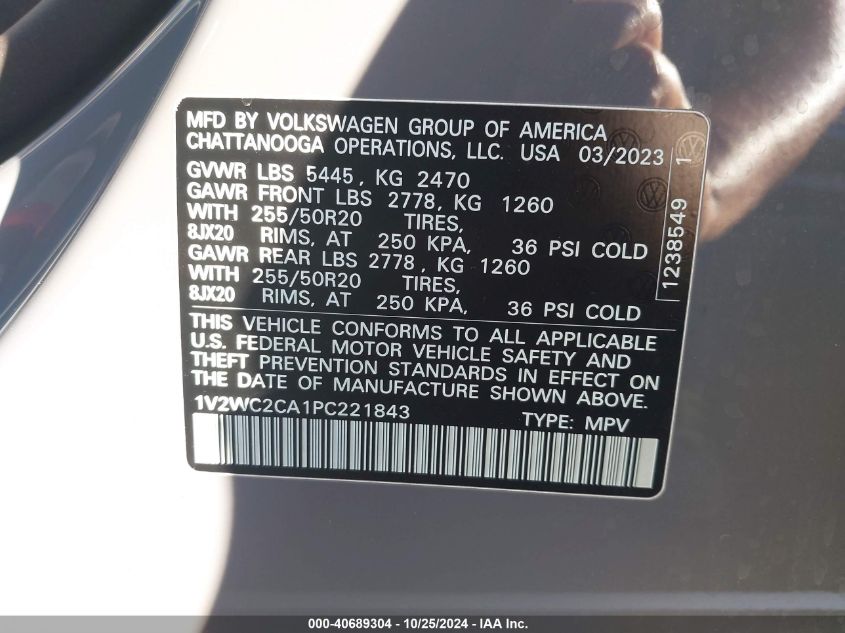 MFD BY VOLKSWAGEN GROUP OF AMERICA
CHATTANOOGA OPERATIONS, LLC. USA 03/2023
GVWR LBS 5445, KG 2470
GAWR FRONT LBS 2778, KG 1260
WITH 255/50R20 TIRES,
8JX20 RIMS, AT 250 KPA, 36 PSI COLD
GAWR REAR LBS 2778, KG 1260
WITH 255/50R20 TIRES,
8JX20 RIMS, AT 250 KPA, 36 PSI COLD
1238549 1
THIS VEHICLE CONFORMS TO ALL APPLICABLE
U.S. FEDERAL MOTOR VEHICLE SAFETY AND
THEFT PREVENTION STANDARDS IN EFFECT ON
THE DATE OF MANUFACTURE SHOWN ABOVE.
1V2WC2CA1PC221843 TYPE: MPV
000-40689304 - 10/25/2024 - IAAI.COM